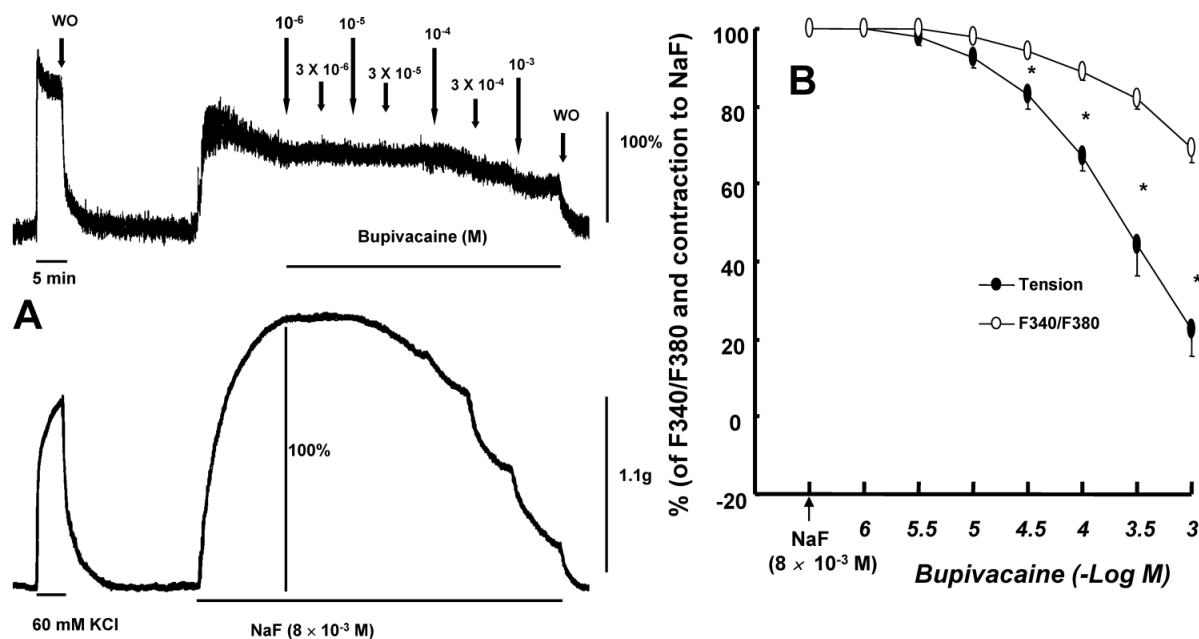 WO
10⁻⁶
10⁻⁵
10⁻⁴
10⁻³
3 X 10⁻⁶
3 X 10⁻⁵
3 X 10⁻⁴
WO
100%
Bupivacaine (M)
5 min
A
100%
1.1g
60 mM KCl
NaF (8 × 10⁻³ M)
B
% (of F340/F380 and contraction to NaF)
100
80
60
40
20
0
-20
*
*
*
*
Tension
F340/F380
NaF
(8 × 10⁻³ M)
6
5.5
5
4.5
4
3.5
3
Bupivacaine (-Log M)